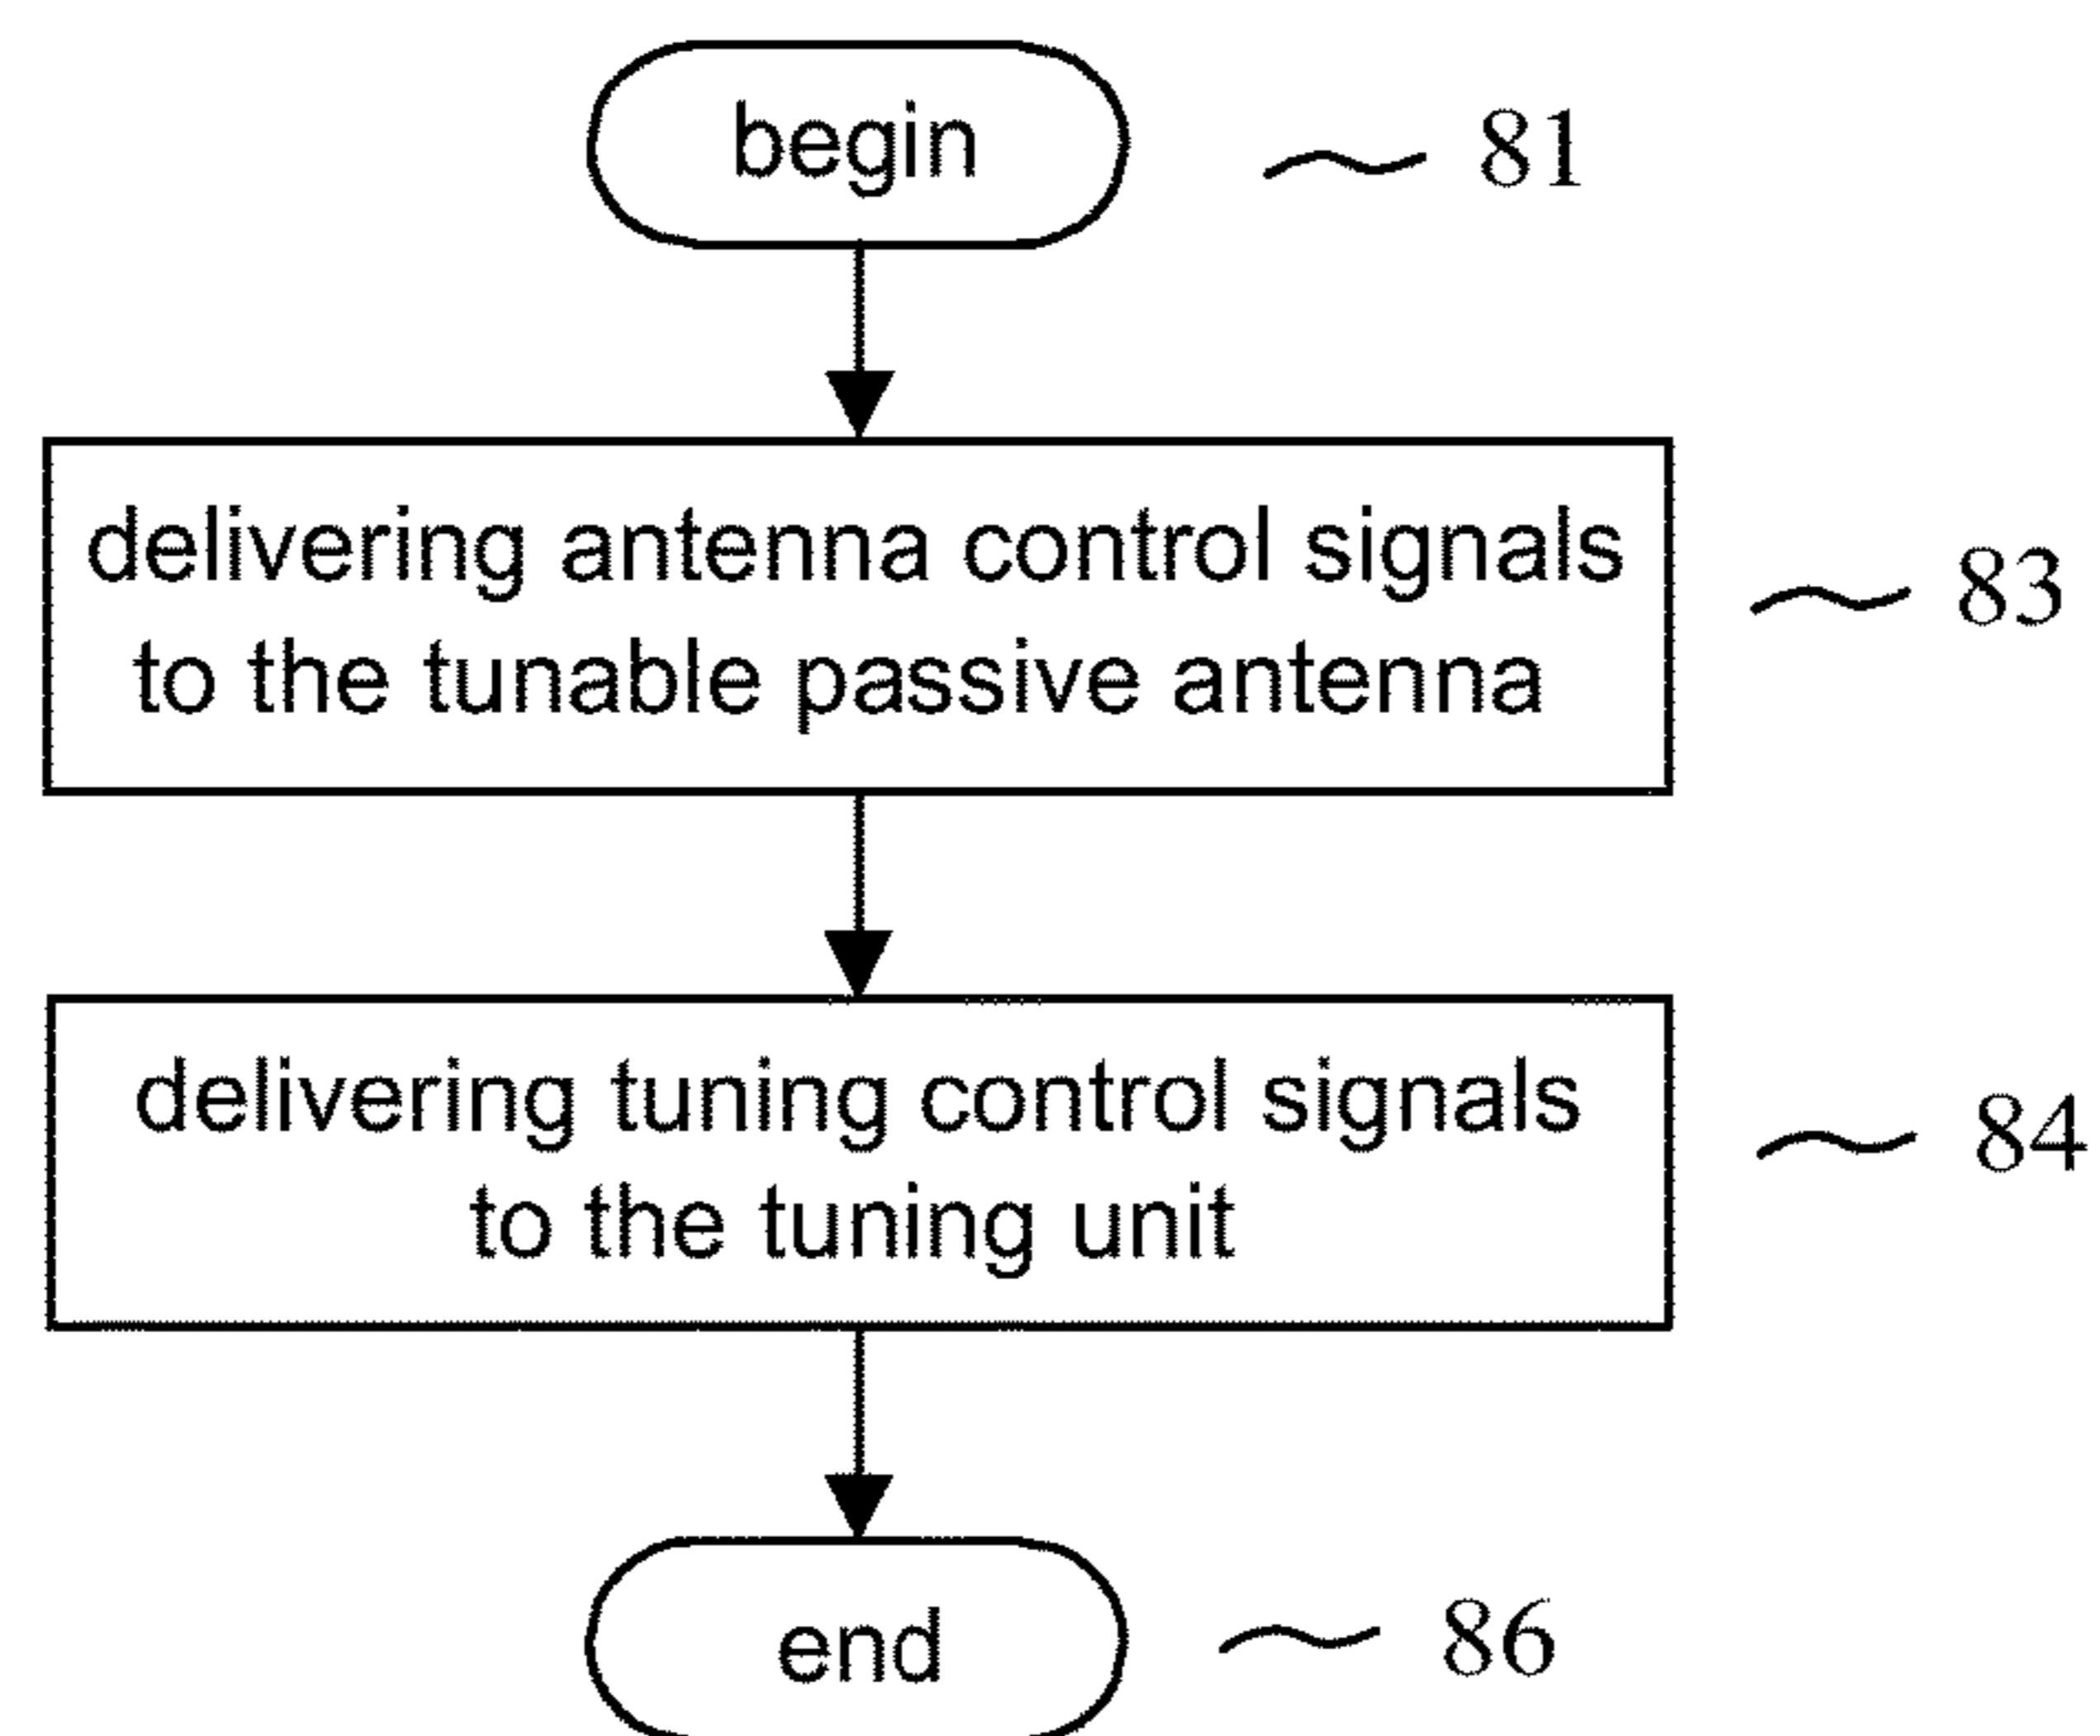 begin
81
delivering antenna control signals
to the tunable passive antenna
83
delivering tuning control signals
to the tuning unit
84
end
86